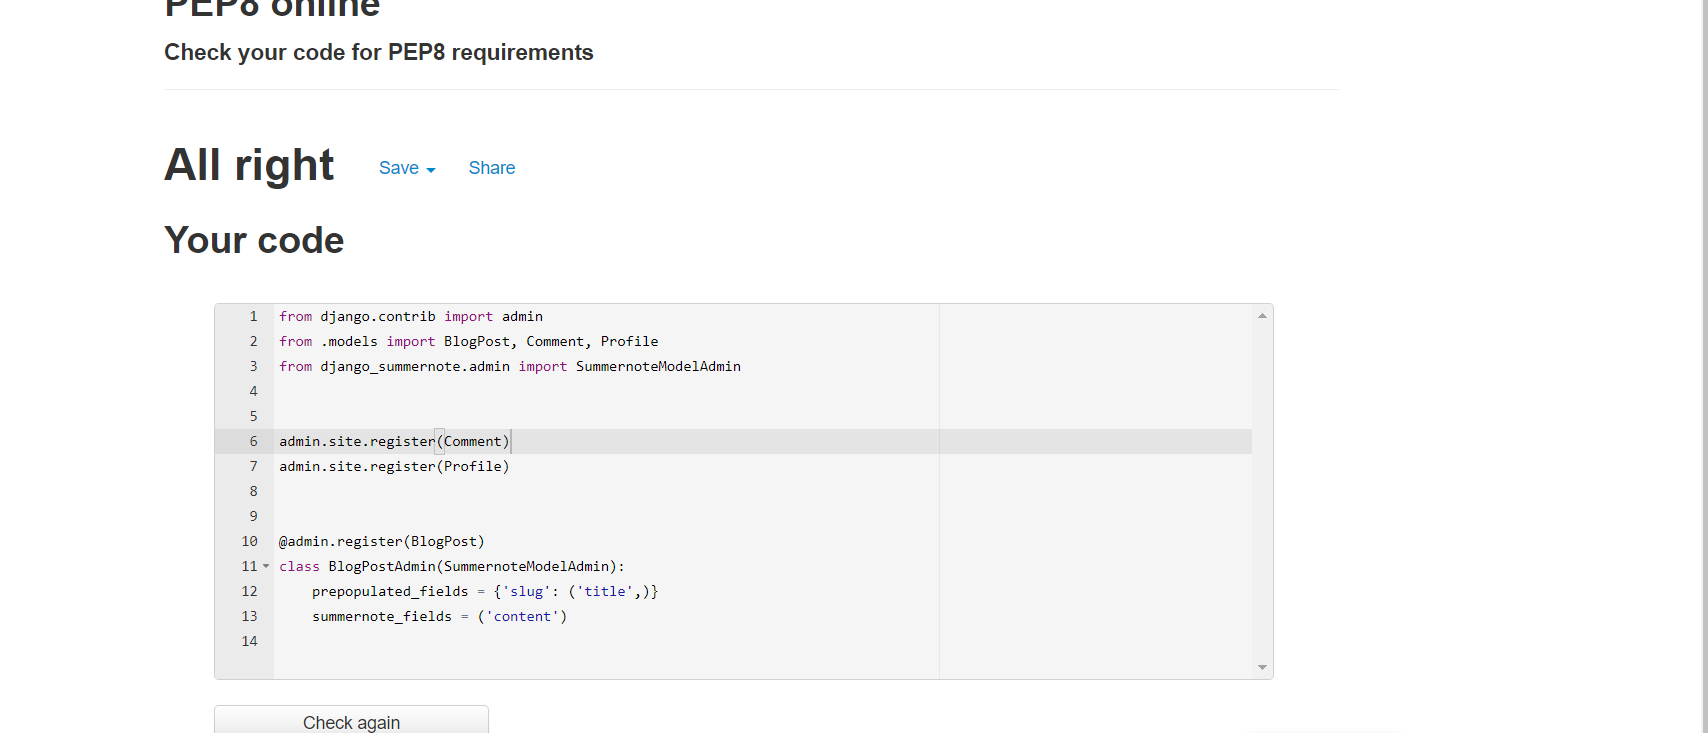 PEP8 online
Check your code for PEP8 requirements
All right Save Share
Your code
1 from django.contrib import admin
2 from .models import BlogPost, Comment, Profile
3 from django_summernote.admin import SummernoteModelAdmin
4
5
6 admin.site.register(Comment)
7 admin.site.register(Profile)
8
9
10 @admin.register(BlogPost)
11 class BlogPostAdmin(SummernoteModelAdmin):
12     prepopulated_fields = {'slug': ('title',)}
13     summernote_fields = ('content')
14
Check again